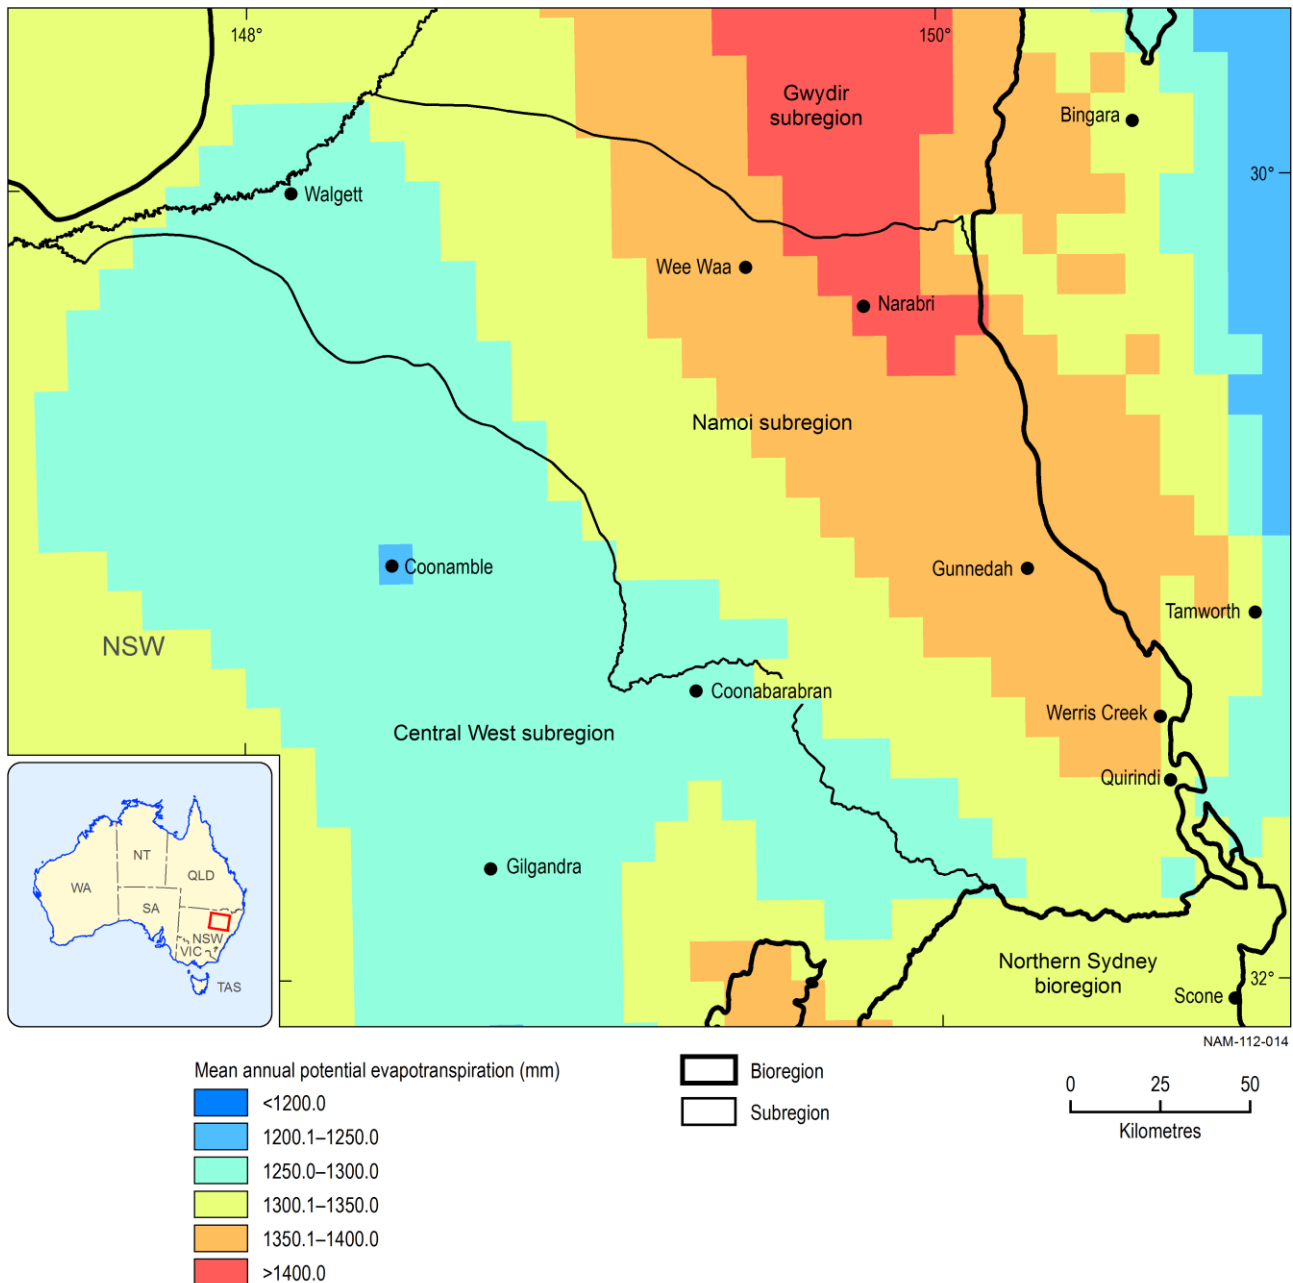 148°
150°
Gwydir
subregion
Bingara
30°
Walgett
Wee Waa
Narabri
Namoi subregion
Coonamble
Gunnedah
Tamworth
NSW
Coonabarabran
Werris Creek
Central West subregion
Quirindi
Gilgandra
Northern Sydney
bioregion
32°
Scone
NT
QLD
WA
SA
NSW
VIC
TAS
NAM-112-014
Mean annual potential evapotranspiration (mm)
<1200.0
1200.1–1250.0
1250.0–1300.0
1300.1–1350.0
1350.1–1400.0
>1400.0
Bioregion
Subregion
0 25 50
Kilometres